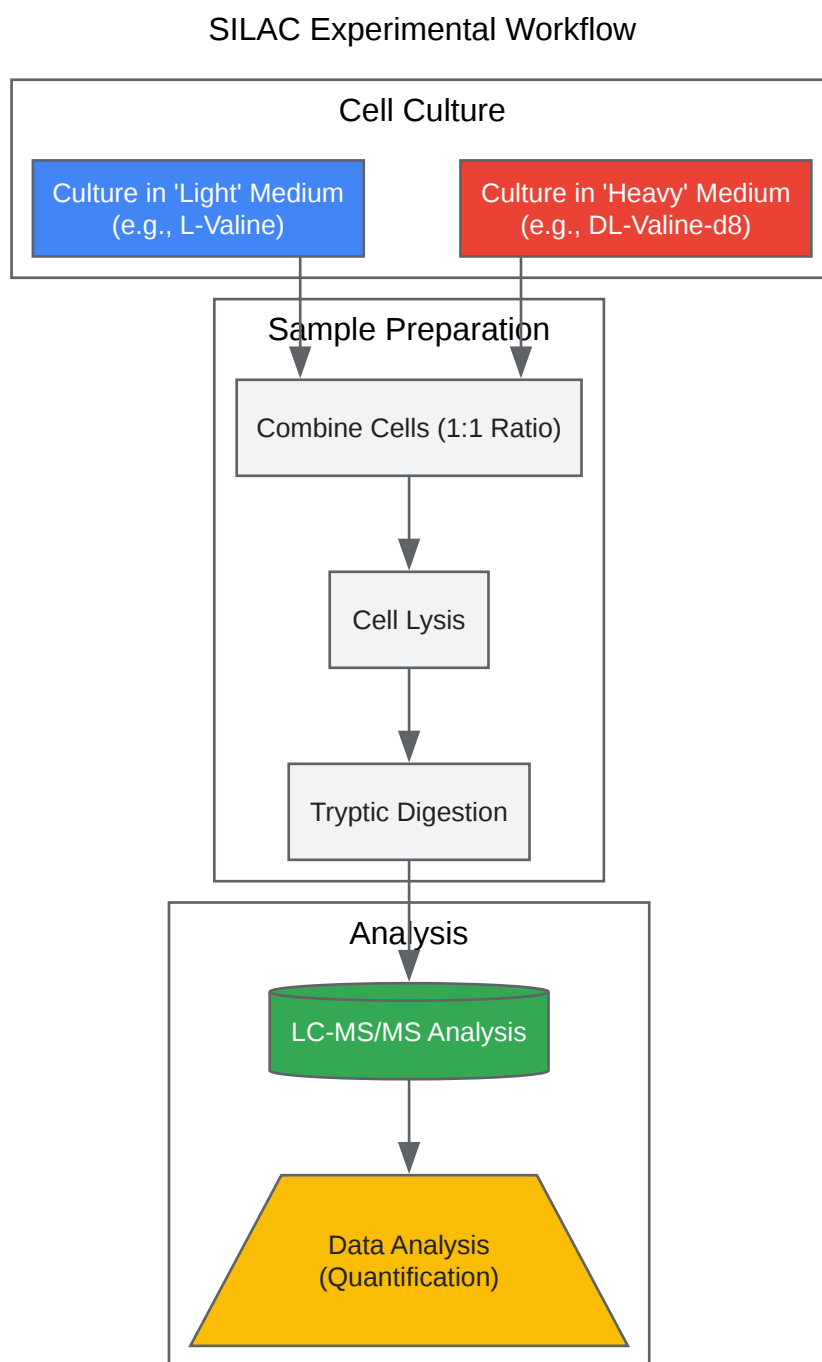 SILAC Experimental Workflow
Cell Culture
Culture in 'Light' Medium
(e.g., L-Valine)
Culture in 'Heavy' Medium
(e.g., DL-Valine-d8)
Sample Preparation
Combine Cells (1:1 Ratio)
Cell Lysis
Tryptic Digestion
Analysis
LC-MS/MS Analysis
Data Analysis
(Quantification)